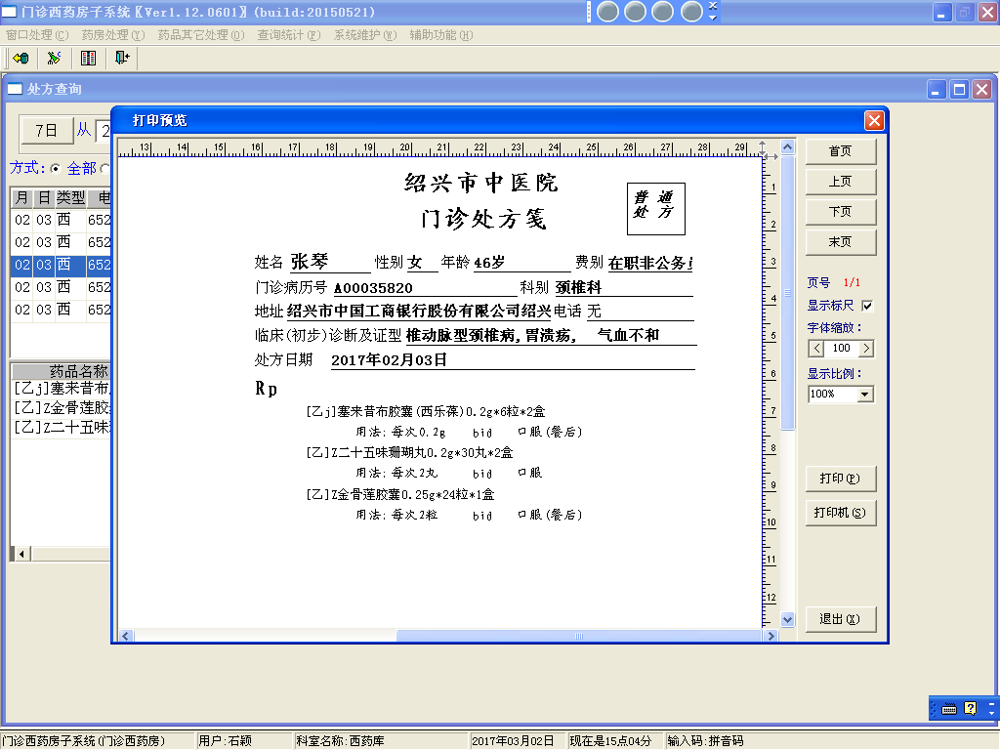 门诊西药房子系统【Ver1.12.0601】(build:20150521)
窗口处理(C) 药房处理(Y) 药品其它处理(O) 查询统计(P) 系统维护(W) 辅助功能(H)
处方查询
7日 从 2
方式: 全部
月 日 类型 电
02 03 西 652
02 03 西 652
02 03 西 652
02 03 西 652
02 03 西 652
药品名称
[乙j]塞来昔布
[乙]Z金骨莲胶
[乙]Z二十五味
打印预览
13 14 15 16 17 18 19 20 21 22 23 24 25 26 27 28 29
1
2
3
4
5
6
7
8
9
10
11
12
绍兴市中医院
门诊处方笺
普通
处方
姓名 张琴 性别 女 年龄 46岁 费别 在职非公务员
门诊病历号 A00035820 科别 颈椎科
地址 绍兴市中国工商银行股份有限公司绍兴 电话 无
临床(初步)诊断及证型 椎动脉型颈椎病,胃溃疡, 气血不和
处方日期 2017年02月03日
Rp
[乙j]塞来昔布胶囊(西乐葆)0.2g*6粒*2盒
用法:每次0.2g bid 口服(餐后)
[乙]Z二十五味珊瑚丸0.2g*30丸*2盒
用法:每次2丸 bid 口服
[乙]Z金骨莲胶囊0.25g*24粒*1盒
用法:每次2粒 bid 口服(餐后)
首页
上页
下页
末页
页号 1/1
显示标尺
字体缩放:
< 100 >
显示比例:
100%
打印(P)
打印机(S)
退出(X)
门诊西药房子系统(门诊西药房) 用户:石颖 科室名称:西药库 2017年03月02日 现在是15点04分 输入码:拼音码